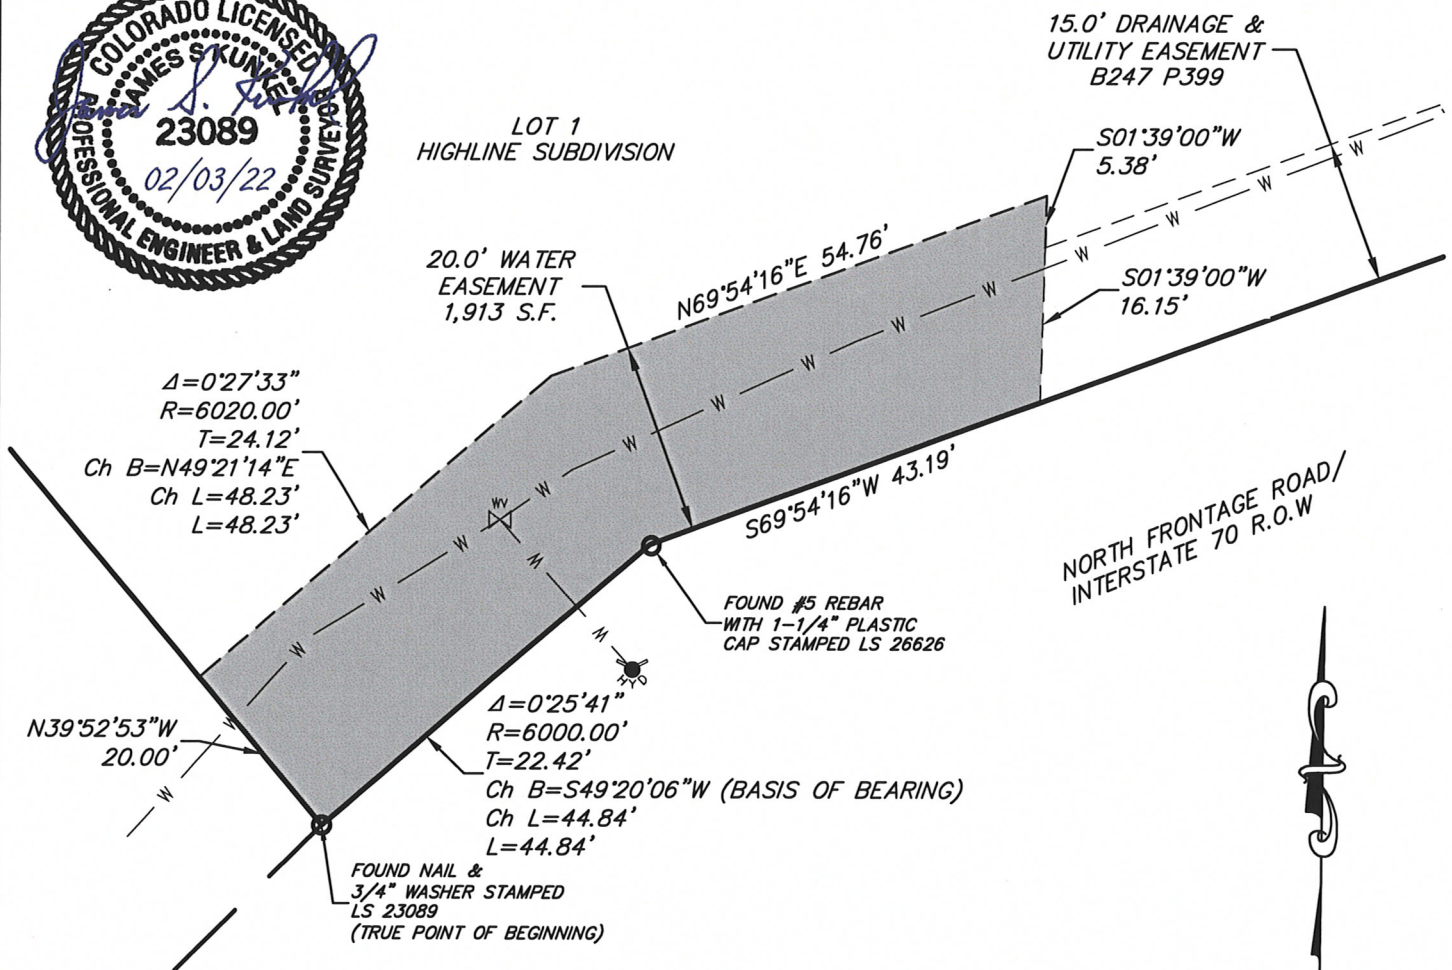 COLORADO LICENSED
JAMES S KUNKEL
23089
02/03/22
PROFESSIONAL ENGINEER & LAND SURVEYOR
James S. Kunkel
LOT 1
HIGHLINE SUBDIVISION
15.0' DRAINAGE &
UTILITY EASEMENT
B247 P399
S01°39'00"W
5.38'
20.0' WATER
EASEMENT
1,913 S.F.
N69°54'16"E 54.76'
S01°39'00"W
16.15'
Δ=0°27'33"
R=6020.00'
T=24.12'
Ch B=N49°21'14"E
Ch L=48.23'
L=48.23'
W W W W W W W W
W W W W W W W
WV
W
W
HYD
S69°54'16"W 43.19'
NORTH FRONTAGE ROAD/
INTERSTATE 70 R.O.W
FOUND #5 REBAR
WITH 1-1/4" PLASTIC
CAP STAMPED LS 26626
N39°52'53"W
20.00'
Δ=0°25'41"
R=6000.00'
T=22.42'
Ch B=S49°20'06"W (BASIS OF BEARING)
Ch L=44.84'
L=44.84'
FOUND NAIL &
3/4" WASHER STAMPED
LS 23089
(TRUE POINT OF BEGINNING)